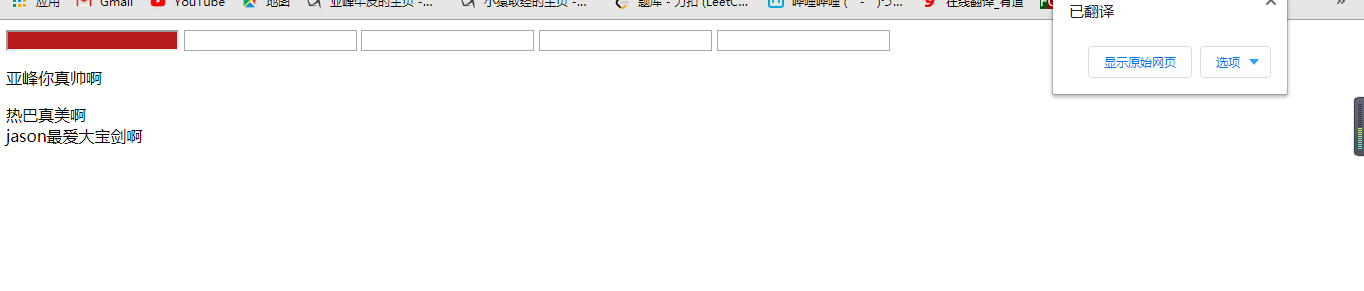 应用 Gmail YouTube 地图 亚峰牛皮的主页 -... 小猿取经的主页 -... 题库 - 力扣 (LeetC... 哔哩哔哩 ( ゜- ゜)つ... 在线翻译_有道 »
已翻译
显示原始网页 选项
亚峰你真帅啊
热巴真美啊
jason最爱大宝剑啊